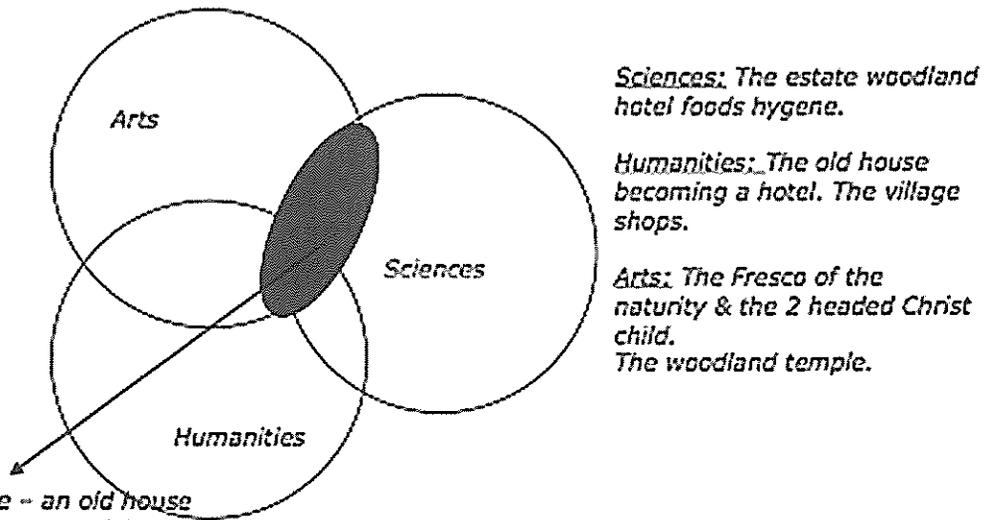 Arts
Sciences
Humanities
Sciences: The estate woodland
hotel foods hygene.
Humanities: The old house
becoming a hotel. The village
shops.
Arts: The Fresco of the
naturity & the 2 headed Christ
child.
The woodland temple.
e – an old house